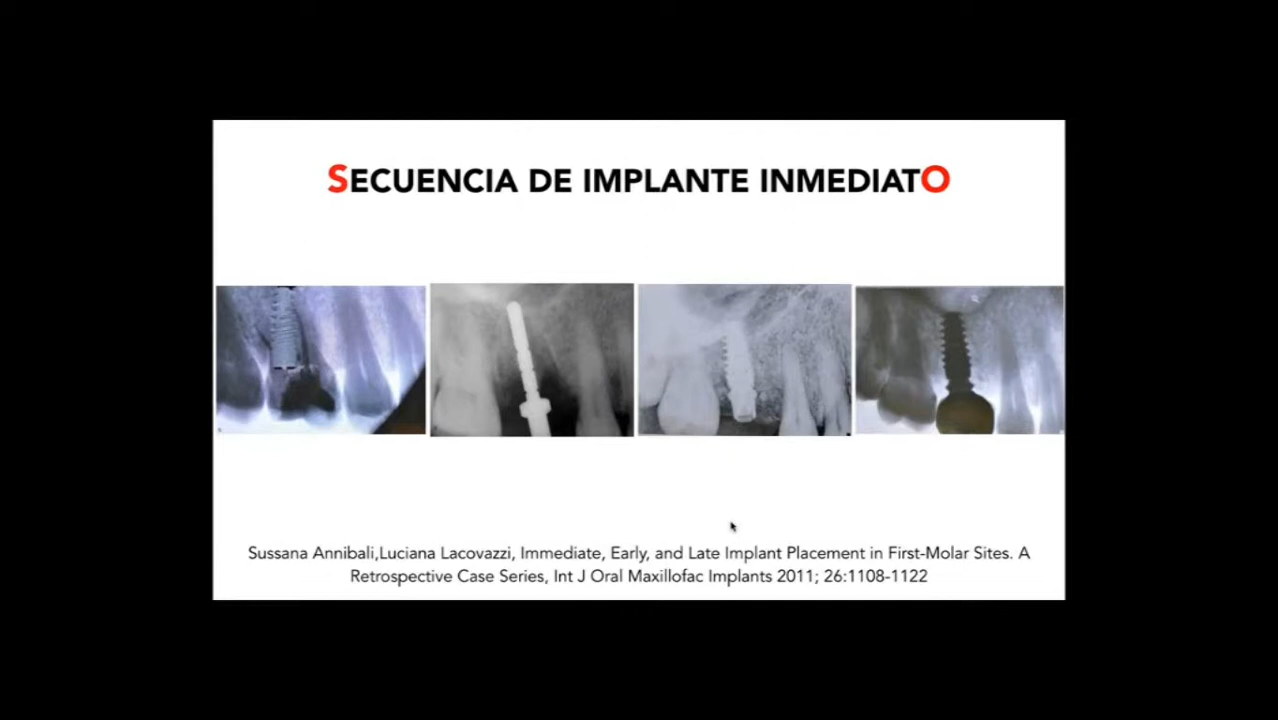 SECUENCIA DE IMPLANTE INMEDIATO
Sussana Annibali,Luciana Lacovazzi, Immediate, Early, and Late Implant Placement in First-Molar Sites. A
Retrospective Case Series, Int J Oral Maxillofac Implants 2011; 26:1108-1122